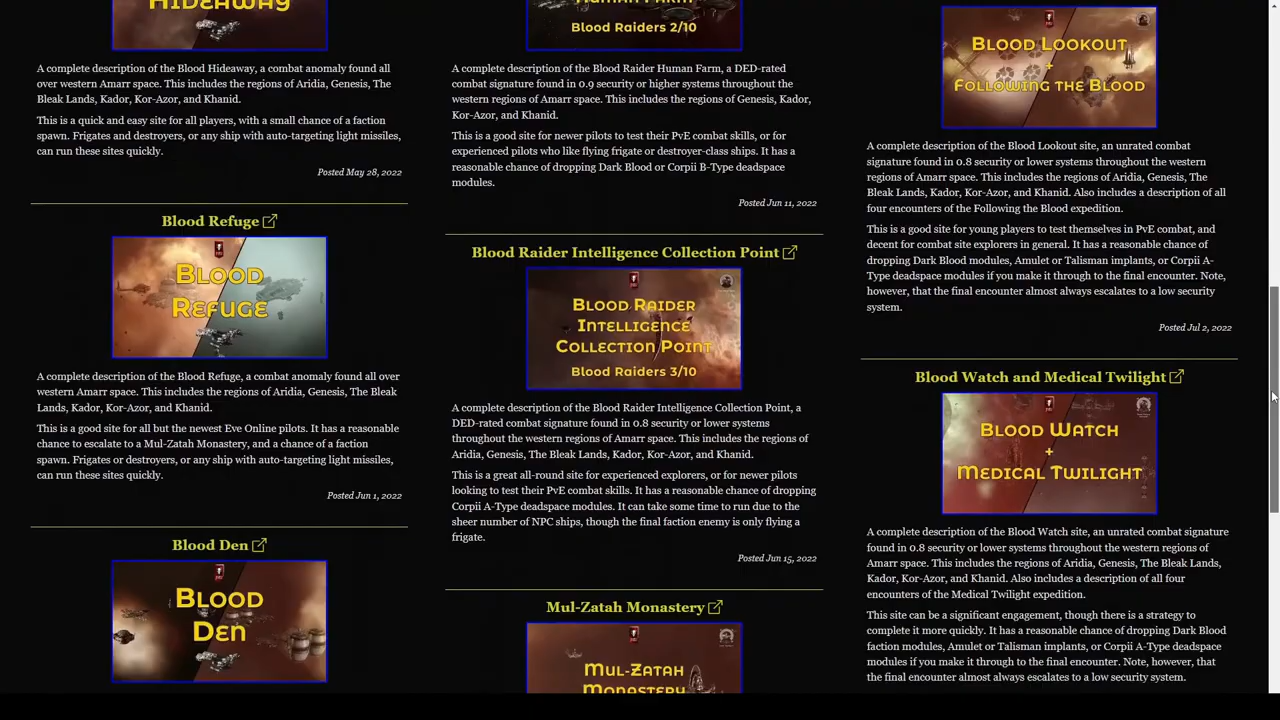 HIDEAWAY
A complete description of the Blood Hideaway, a combat anomaly found all
over western Amarr space. This includes the regions of Aridia, Genesis, The
Bleak Lands, Kador, Kor-Azor, and Khanid.
This is a quick and easy site for all players, with a small chance of a faction
spawn. Frigates and destroyers, or any ship with auto-targeting light missiles,
can run these sites quickly.
Posted May 28, 2022
Blood Refuge
BLOOD
REFUGE
A complete description of the Blood Refuge, a combat anomaly found all over
western Amarr space. This includes the regions of Aridia, Genesis, The Bleak
Lands, Kador, Kor-Azor, and Khanid.
This is a good site for all but the newest Eve Online pilots. It has a reasonable
chance to escalate to a Mul-Zatah Monastery, and a chance of a faction
spawn. Frigates or destroyers, or any ship with auto-targeting light missiles,
can run these sites quickly.
Posted Jun 1, 2022
Blood Den
BLOOD
DEN
HUMAN FARM
Blood Raiders 2/10
A complete description of the Blood Raider Human Farm, a DED-rated
combat signature found in 0.9 security or higher systems throughout the
western regions of Amarr space. This includes the regions of Genesis, Kador,
Kor-Azor, and Khanid.
This is a good site for newer pilots to test their PvE combat skills, or for
experienced pilots who like flying frigate or destroyer-class ships. It has a
reasonable chance of dropping Dark Blood or Corpii B-Type deadspace
modules.
Posted Jun 11, 2022
Blood Raider Intelligence Collection Point
BLOOD RAIDER
INTELLIGENCE
COLLECTION POINT
Blood Raiders 3/10
A complete description of the Blood Raider Intelligence Collection Point, a
DED-rated combat signature found in 0.8 security or lower systems
throughout the western regions of Amarr space. This includes the regions of
Aridia, Genesis, The Bleak Lands, Kador, Kor-Azor, and Khanid.
This is a great all-round site for experienced explorers, or for newer pilots
looking to test their PvE combat skills. It has a reasonable chance of dropping
Corpii A-Type deadspace modules. It can take some time to run due to the
sheer number of NPC ships, though the final faction enemy is only flying a
frigate.
Posted Jun 15, 2022
Mul-Zatah Monastery
MUL-ZATAH
MONASTERY
BLOOD LOOKOUT
+
FOLLOWING THE BLOOD
A complete description of the Blood Lookout site, an unrated combat
signature found in 0.8 security or lower systems throughout the western
regions of Amarr space. This includes the regions of Aridia, Genesis, The
Bleak Lands, Kador, Kor-Azor, and Khanid. Also includes a description of all
four encounters of the Following the Blood expedition.
This is a good site for young players to test themselves in PvE combat, and
decent for combat site explorers in general. It has a reasonable chance of
dropping Dark Blood modules, Amulet or Talisman implants, or Corpii A-
Type deadspace modules if you make it through to the final encounter. Note,
however, that the final encounter almost always escalates to a low security
system.
Posted Jul 2, 2022
Blood Watch and Medical Twilight
BLOOD WATCH
+
MEDICAL TWILIGHT
A complete description of the Blood Watch site, an unrated combat signature
found in 0.8 security or lower systems throughout the western regions of
Amarr space. This includes the regions of Aridia, Genesis, The Bleak Lands,
Kador, Kor-Azor, and Khanid. Also includes a description of all four
encounters of the Medical Twilight expedition.
This site can be a significant engagement, though there is a strategy to
complete it more quickly. It has a reasonable chance of dropping Dark Blood
faction modules, Amulet or Talisman implants, or Corpii A-Type deadspace
modules if you make it through to the final encounter. Note, however, that
the final encounter almost always escalates to a low security system.